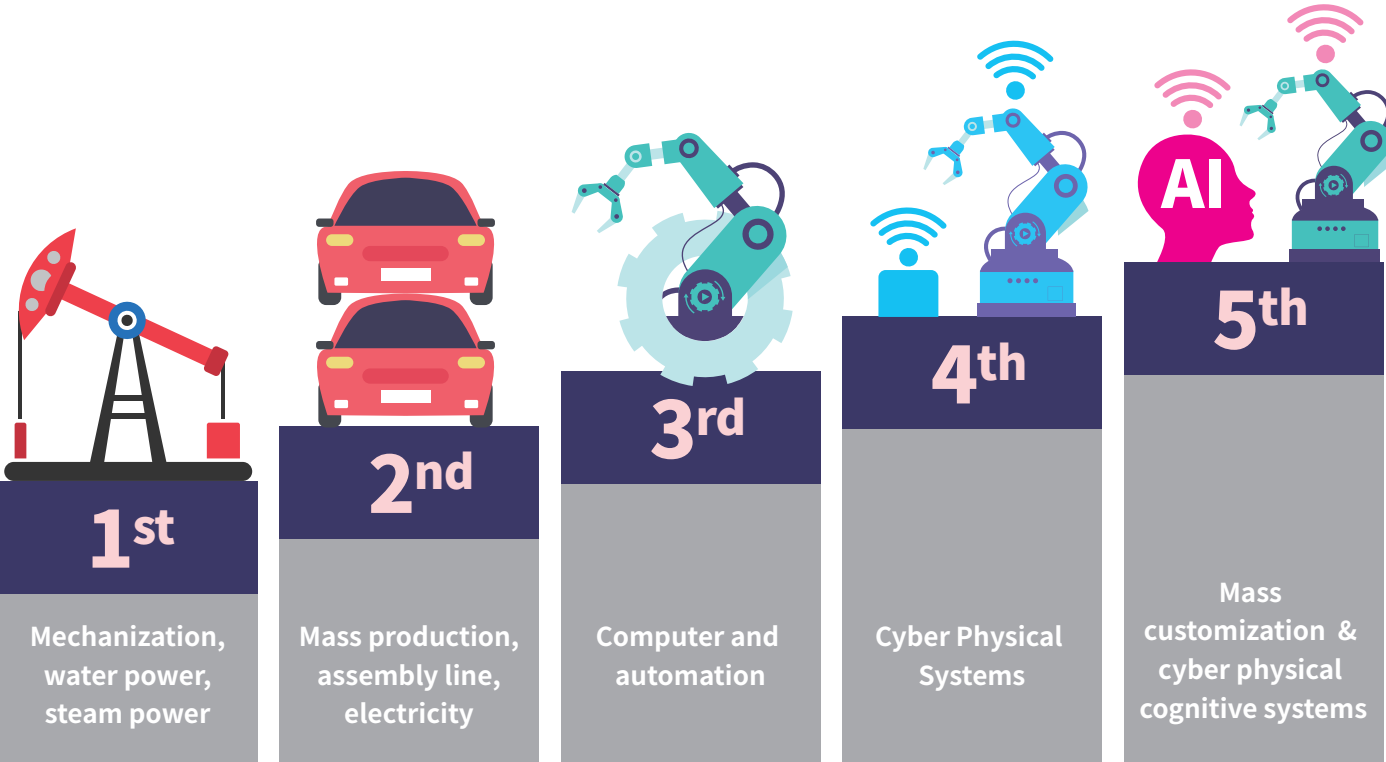 AI
1st
2nd
3rd
4th
5th
Mechanization,
water power,
steam power
Mass production,
assembly line,
electricity
Computer and
automation
Cyber Physical
Systems
Mass
customization &
cyber physical
cognitive systems